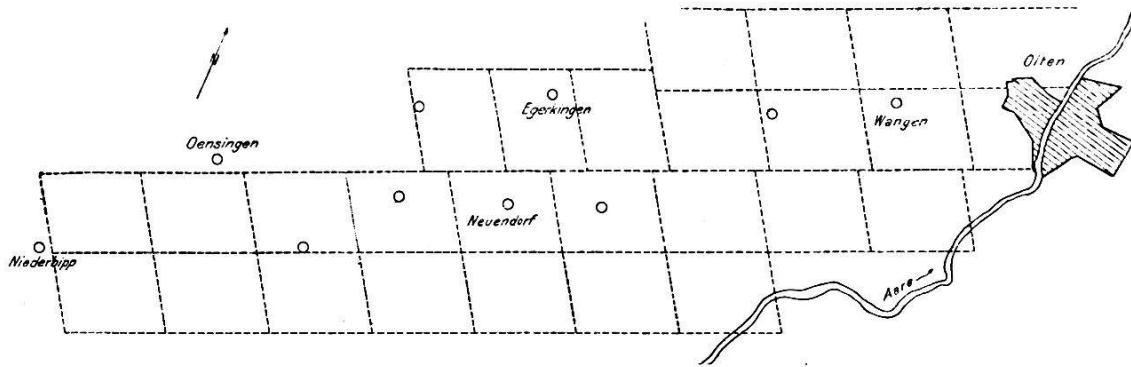 Olten
N
Egerkingen
Wangen
Oensingen
Neuendorf
Niederbipp
Aare